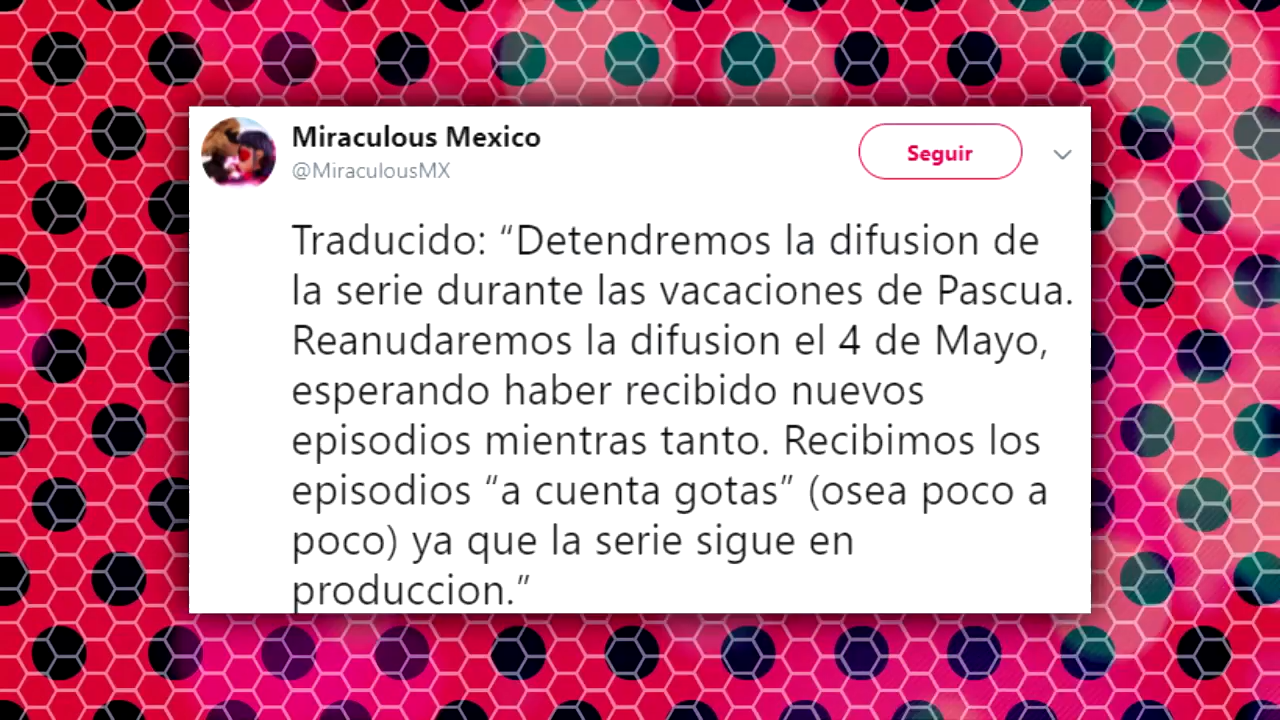 Miraculous Mexico
@MiraculousMX
Seguir
Traducido: “Detendremos la difusion de
la serie durante las vacaciones de Pascua.
Reanudaremos la difusion el 4 de Mayo,
esperando haber recibido nuevos
episodios mientras tanto. Recibimos los
episodios “a cuenta gotas” (osea poco a
poco) ya que la serie sigue en
produccion.”